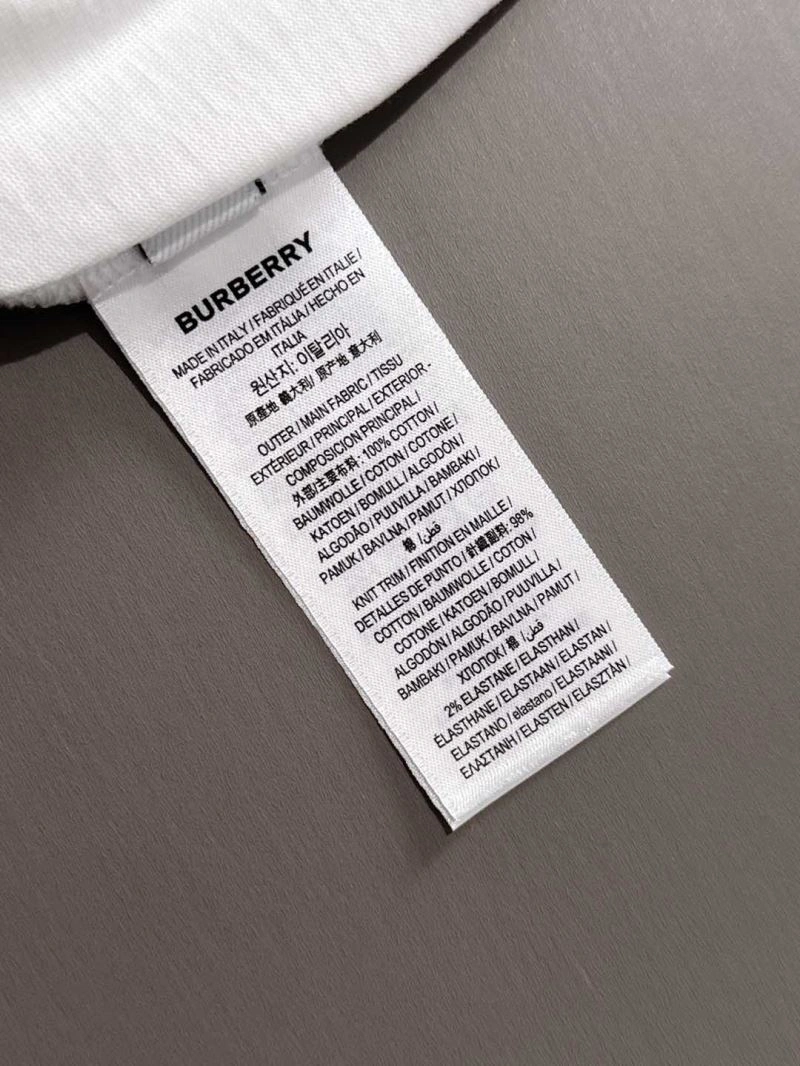 BURBERRY
MADE IN ITALY / FABRIQUÉ EN ITALIE /
FABRICADO EM ITÁLIA / HECHO EN
ITALIA
원산지: 이탈리아
原産地 義大利/ 原产地 意大利
OUTER / MAIN FABRIC / TISSU
EXTÉRIEUR / PRINCIPAL / EXTERIOR -
COMPOSICION PRINCIPAL /
外部/主要布料: 100% COTTON /
BAUMWOLLE / COTON / COTONE /
KATOEN / BOMULL / ALGODÓN /
ALGODÃO / PUUVILLA / BAMBAKI /
PAMUK / BAVLNA / PAMUT / ХЛОПОК /
棉 / قطن
KNIT TRIM / FINITION EN MAILLE /
DETALLES DE PUNTO / 針織配料: 98%
COTTON / BAUMWOLLE / COTON /
COTONE / KATOEN / BOMULL /
ALGODÓN / ALGODÃO / PUUVILLA /
BAMBAKI / PAMUK / BAVLNA / PAMUT /
ХЛОПОК / 棉 / قطن
2% ELASTANE / ELASTHAN /
ÉLASTHANE / ELASTAAN / ELASTAN /
ELASTANO / elastano / ELASTAANI /
ΕΛΑΣΤΑΝΗ / ELASTEN / ELASZTÁN /